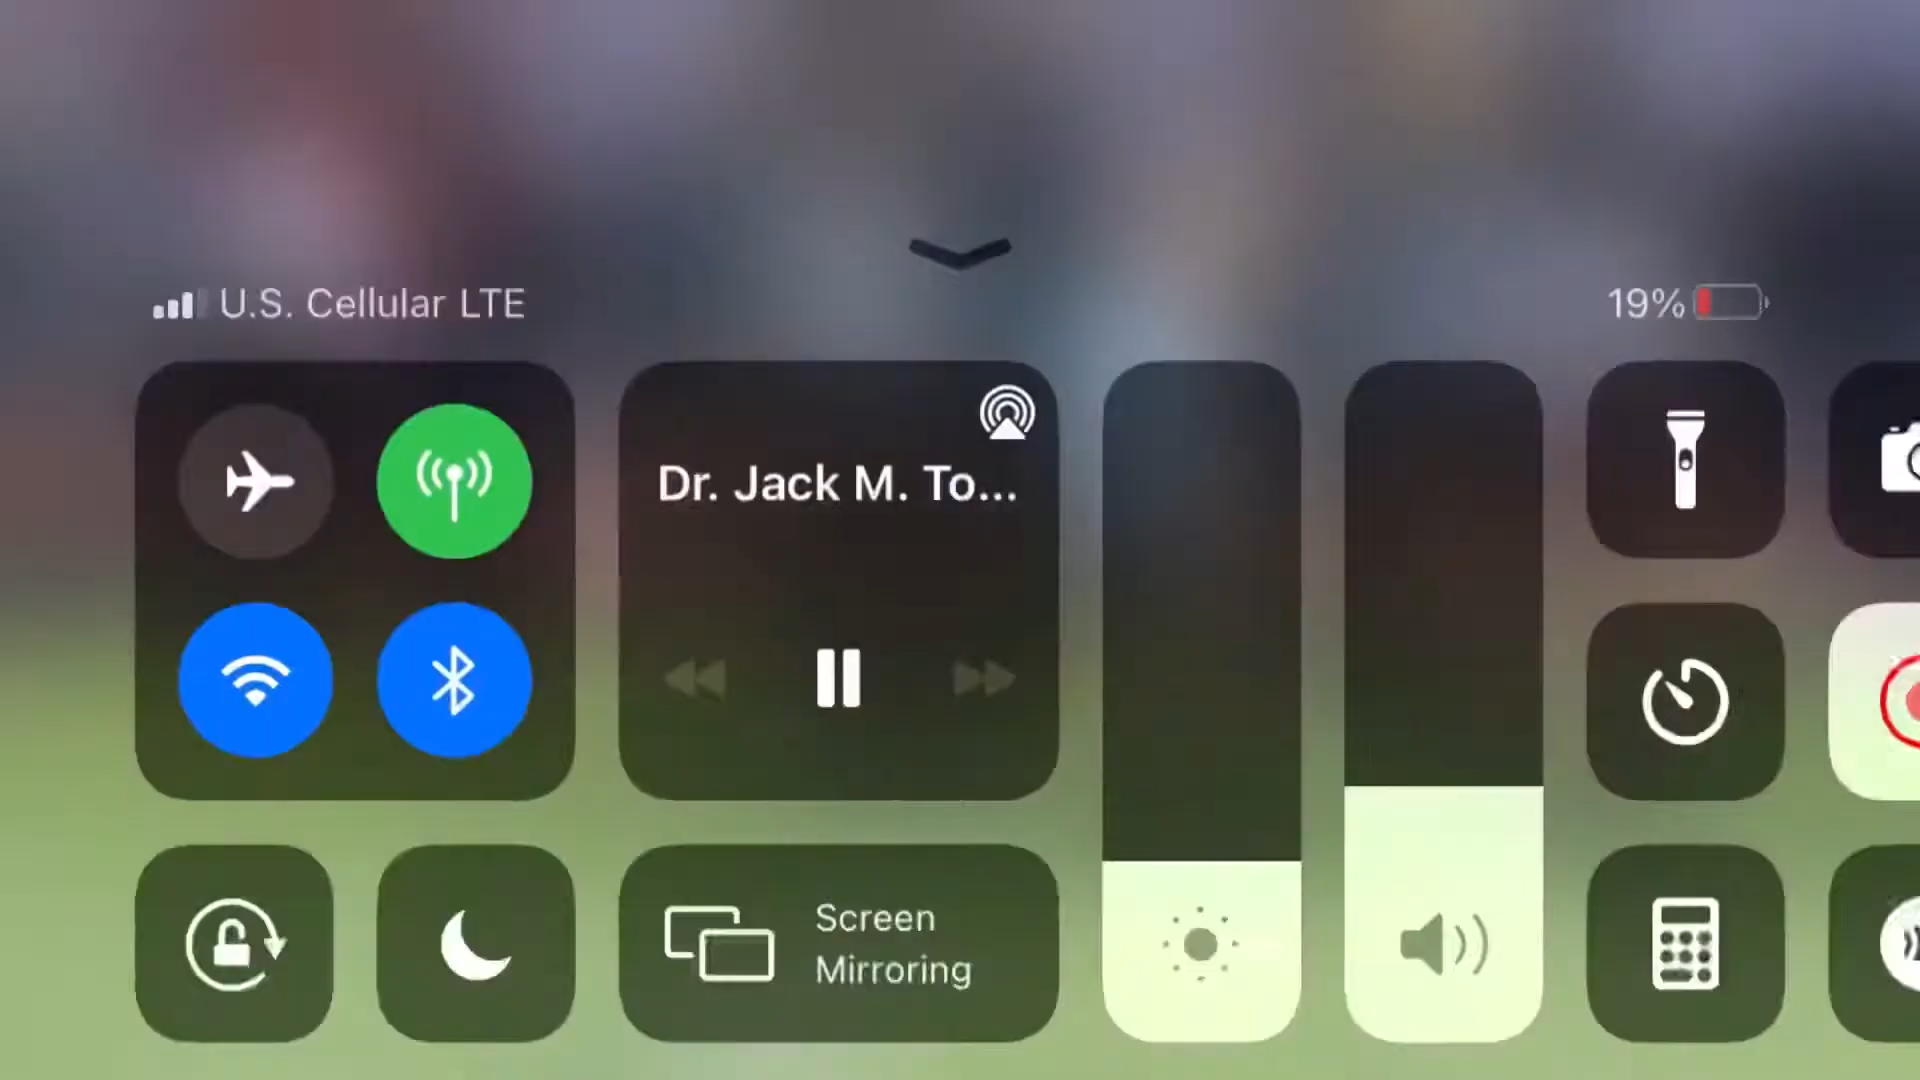 U.S. Cellular LTE
19%
Dr. Jack M. To...
Screen
Mirroring